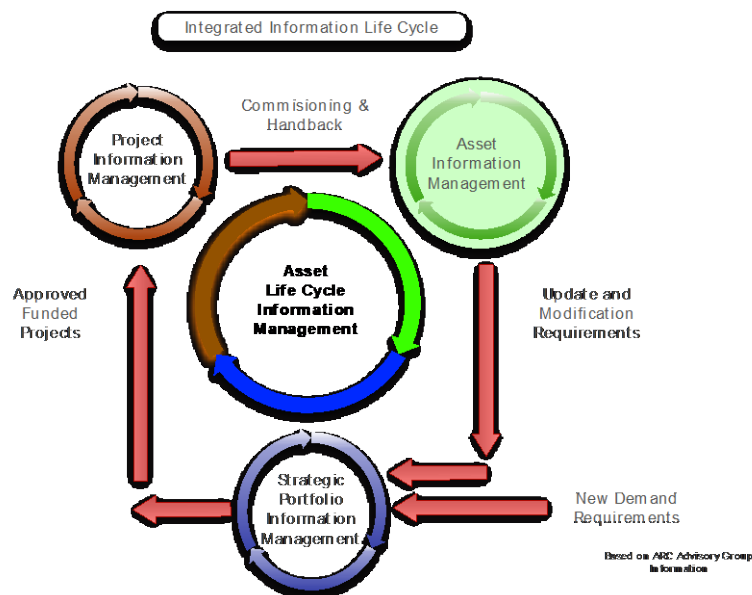 Integrated Information Life Cycle
Project
Information
Management
Commisioning &
Handback
Asset
Information
Management
Asset
Life Cycle
Information
Management
Approved
Funded
Projects
Update and
Modification
Requirements
Strategic
Portfolio
Information
Management
New Demand
Requirements
Based on ARC Advisory Group
Information